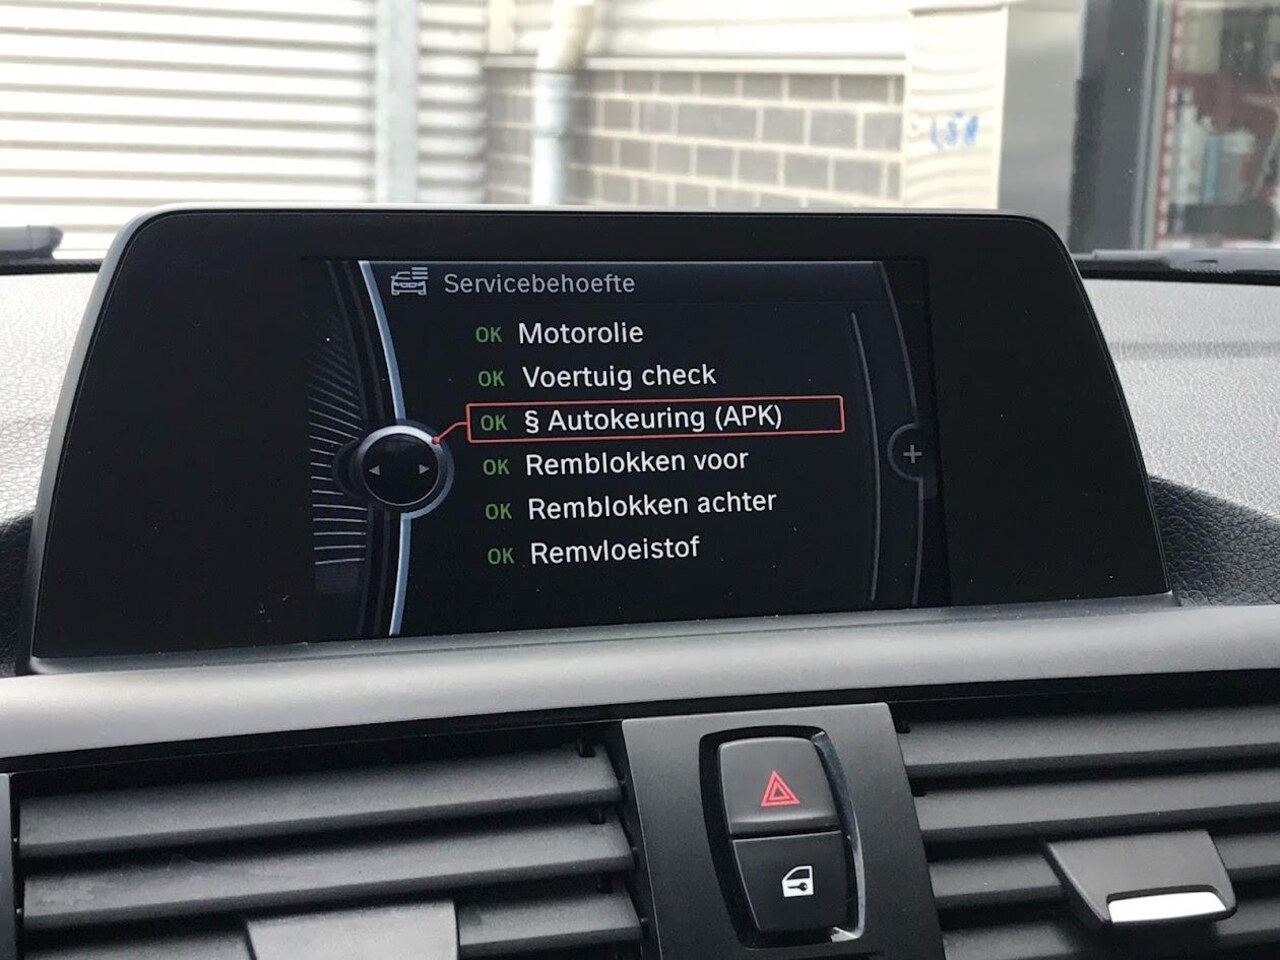 Servicebehoefte
OK Motorolie
OK Voertuig check
OK § Autokeuring (APK)
OK Remblokken voor
OK Remblokken achter
OK Remvloeistof